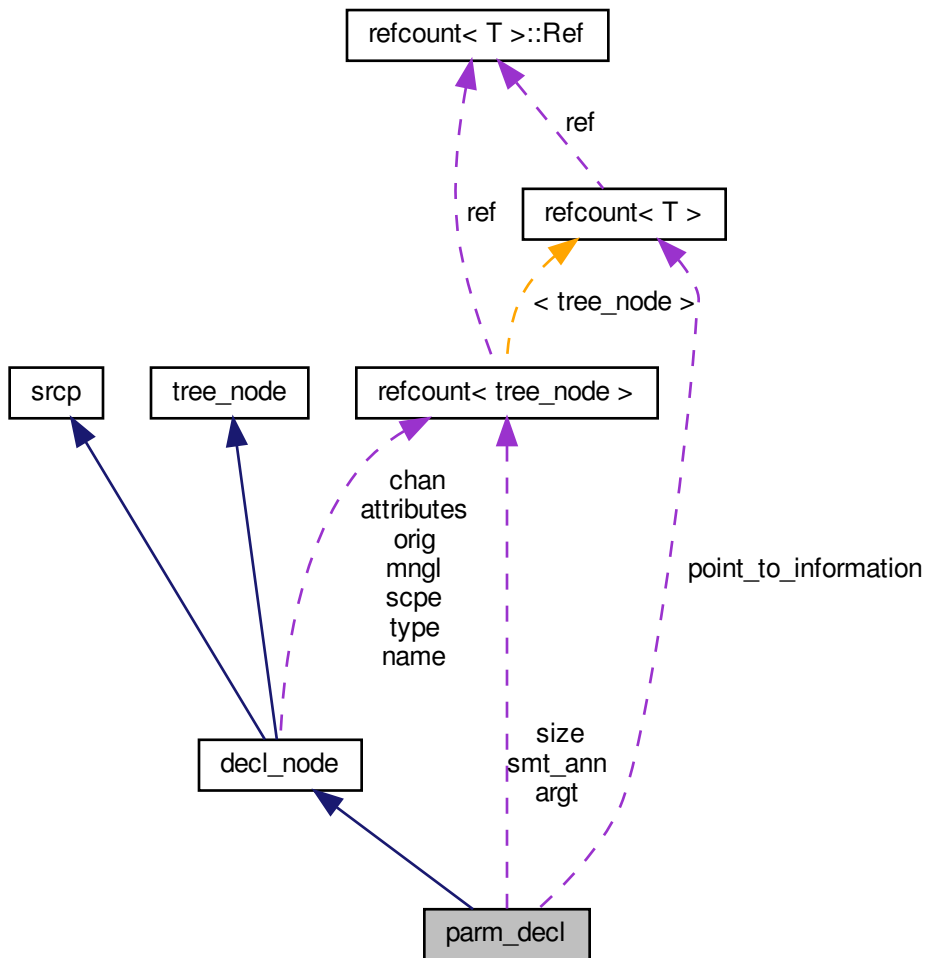 refcount< T >::Ref
ref
refcount< T >
ref
< tree_node >
srcp
tree_node
refcount< tree_node >
chan
attributes
orig
mngl
scpe
type
name
point_to_information
size
smt_ann
argt
decl_node
parm_decl